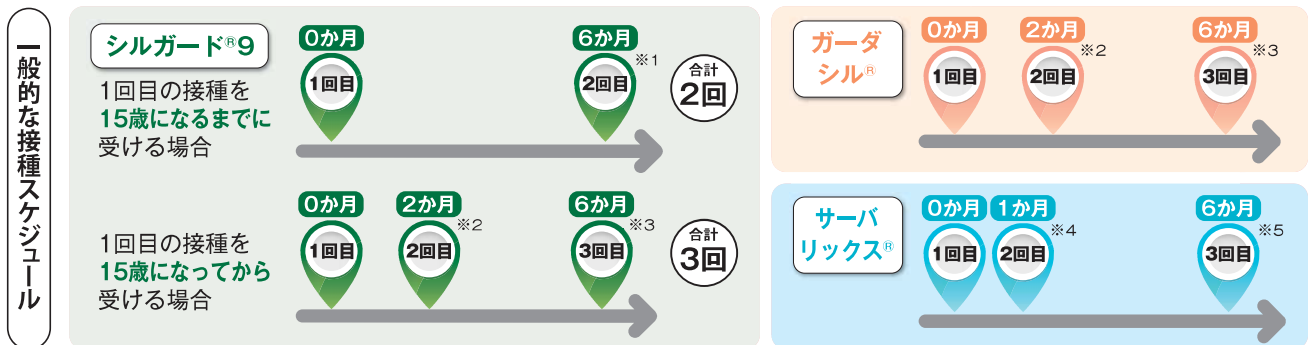 一般的な接種スケジュール
シルガード®9
1回目の接種を
15歳になるまでに
受ける場合
0か月
1回目
6か月
2回目
※1
合計
2回
1回目の接種を
15歳になってから
受ける場合
0か月
1回目
2か月
2回目
※2
6か月
3回目
※3
合計
3回
ガーダ
シル®
0か月
1回目
2か月
2回目
※2
6か月
3回目
※3
サーバ
リックス®
0か月
1回目
1か月
2回目
※4
6か月
3回目
※5